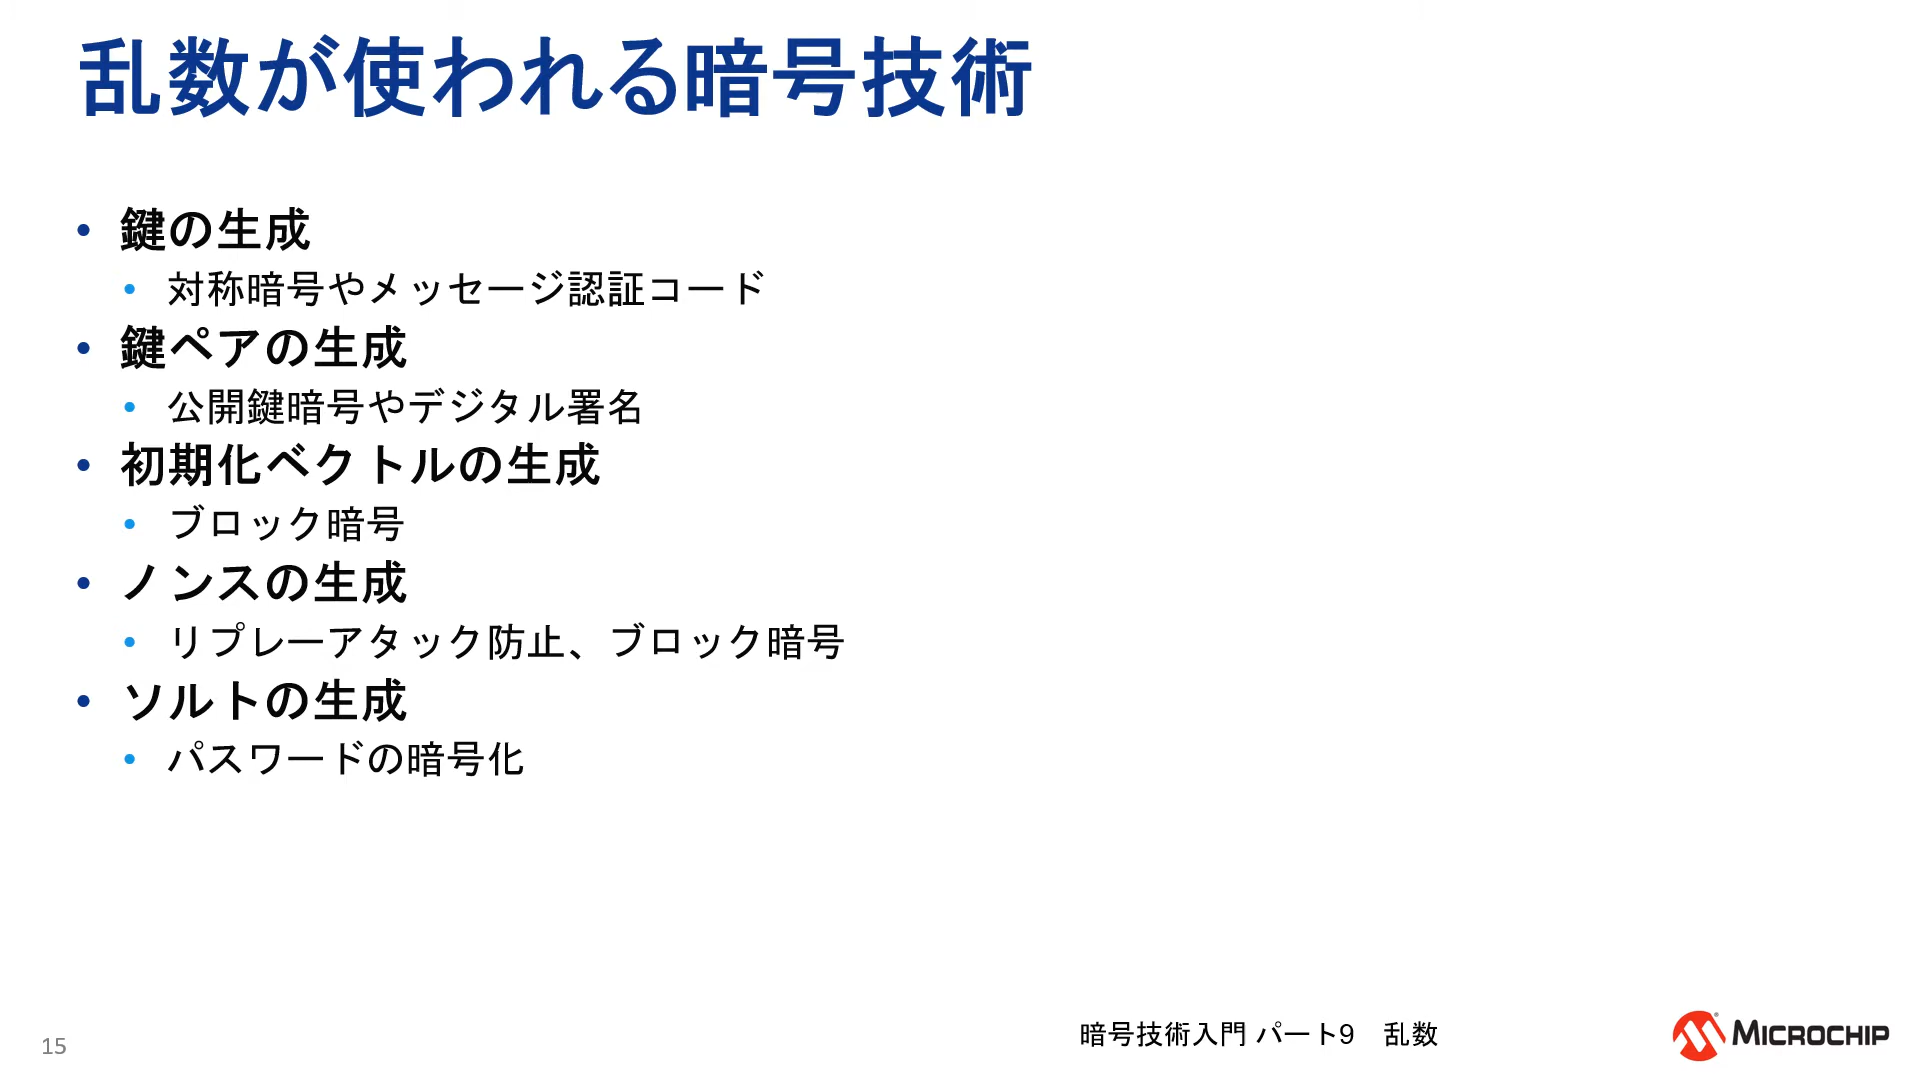 乱数が使われる暗号技術
• 鍵の生成
• 対称暗号やメッセージ認証コード
• 鍵ペアの生成
• 公開鍵暗号やデジタル署名
• 初期化ベクトルの生成
• ブロック暗号
• ノンスの生成
• リプレーアタック防止、ブロック暗号
• ソルトの生成
• パスワードの暗号化
15
暗号技術入門 パート9　乱数
MICROCHIP